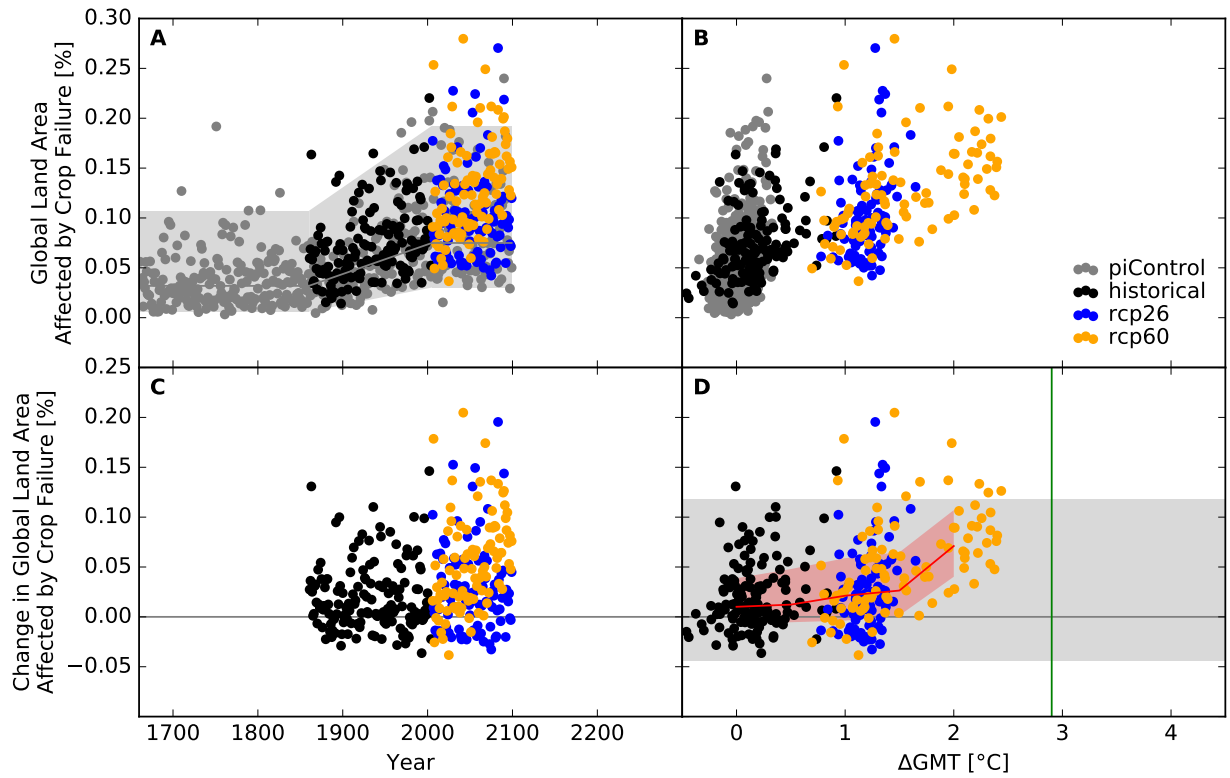 A
B
Global Land Area
Affected by Crop Failure [%]
0.30
0.25
0.20
0.15
0.10
0.05
0.00
piControl
historical
rcp26
rcp60
C
D
Change in Global Land Area
Affected by Crop Failure [%]
0.25
0.20
0.15
0.10
0.05
0.00
−0.05
1700 1800 1900 2000 2100 2200
0 1 2 3 4
Year
ΔGMT [°C]